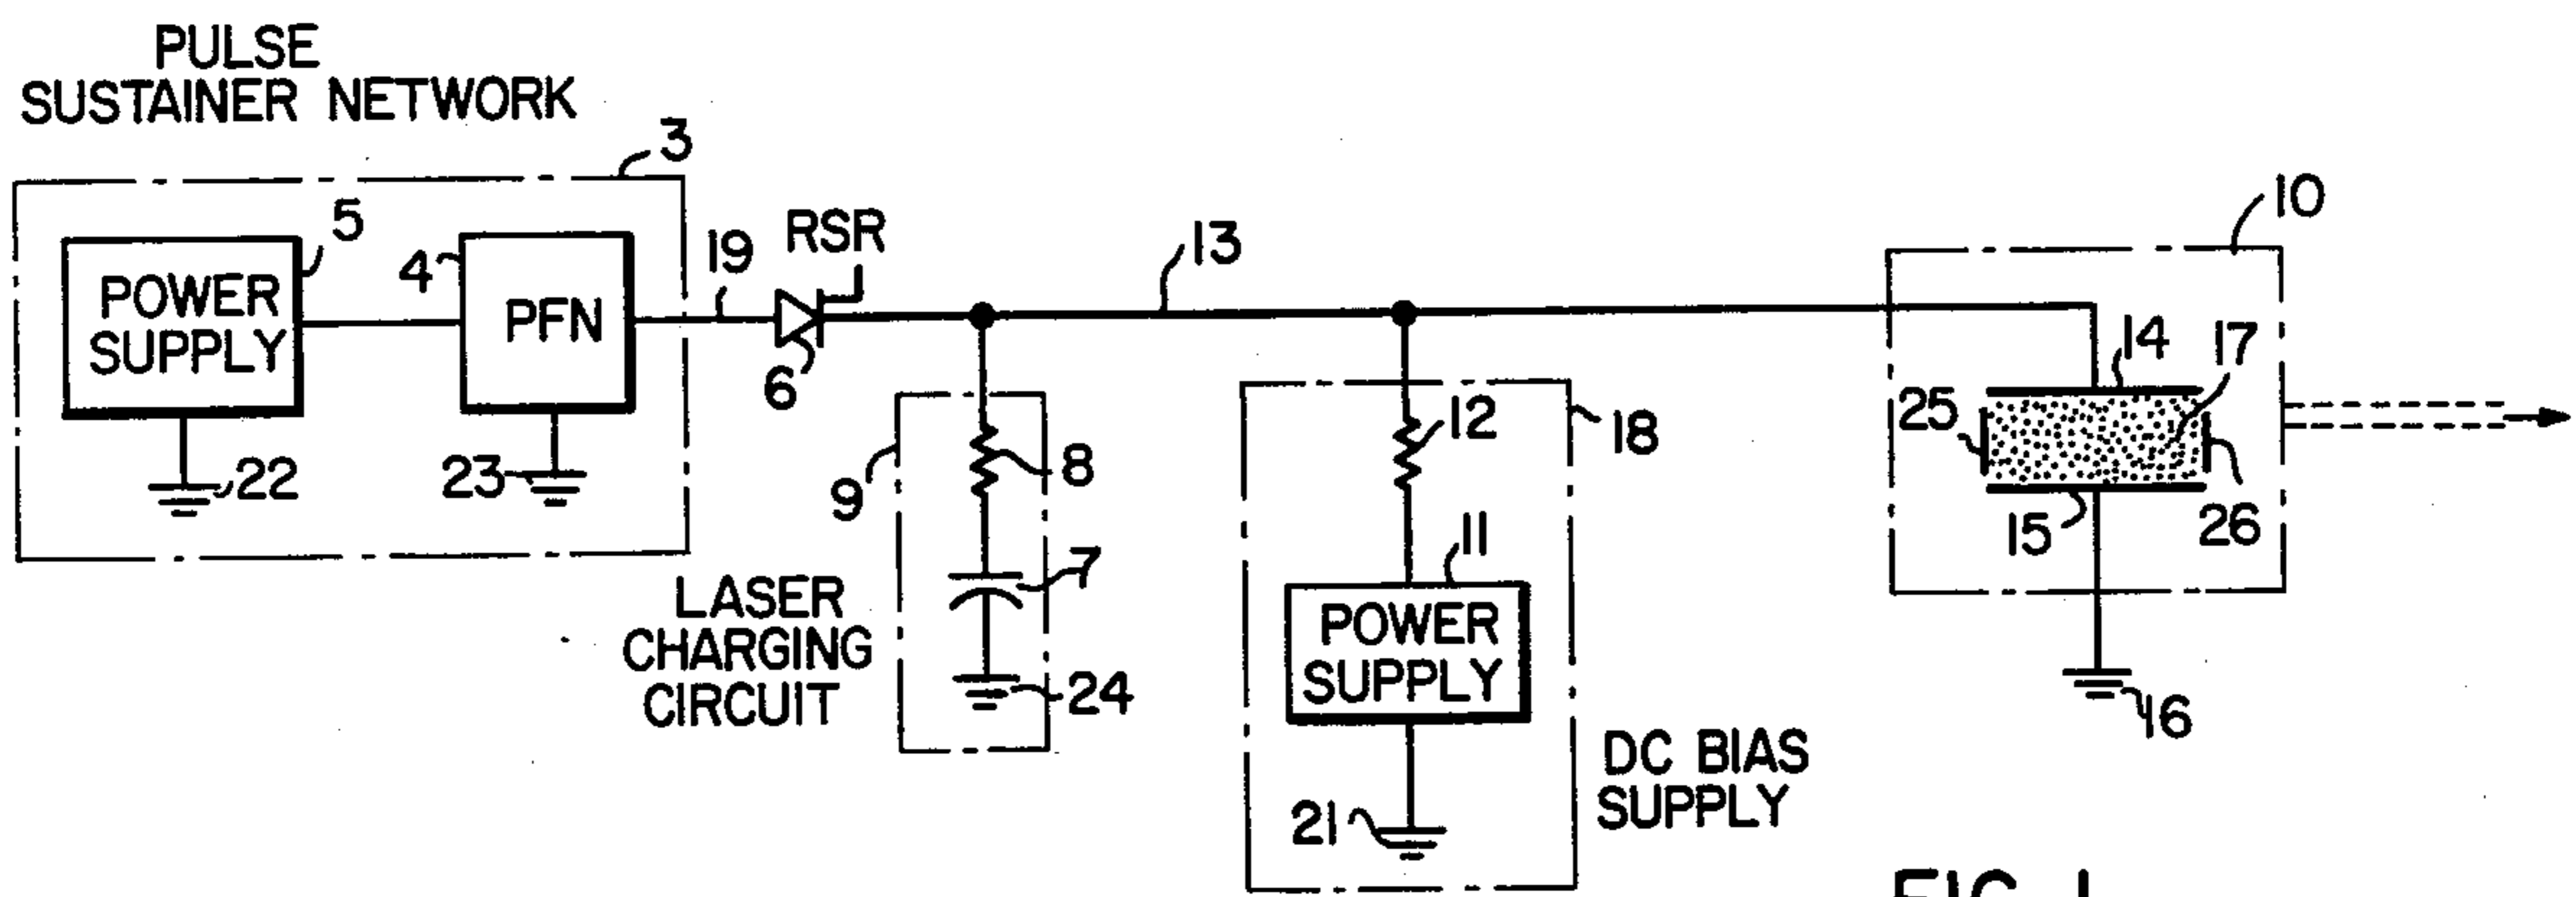 PULSE
SUSTAINER NETWORK
3
5
POWER
SUPPLY
4
PFN
19
RSR
6
13
10
22
23
9
8
7
LASER
CHARGING
CIRCUIT
24
12
18
11
POWER
SUPPLY
21
DC BIAS
SUPPLY
14
17
25
15
26
16